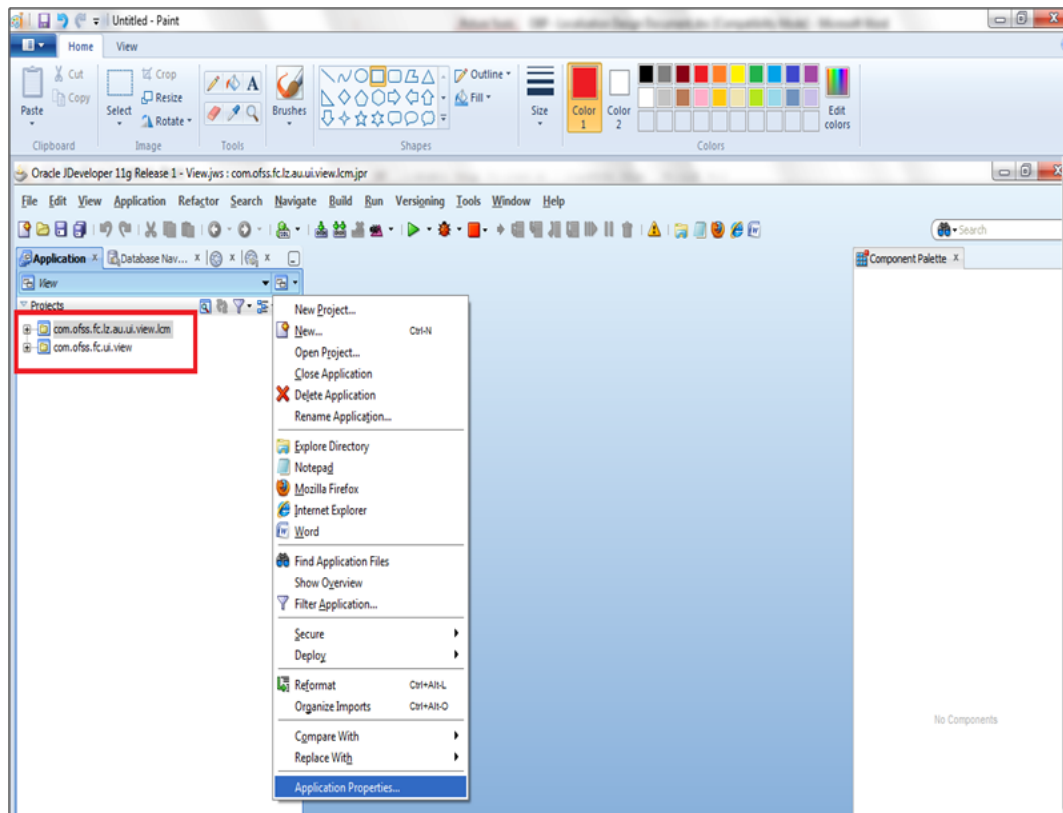 Untitled - Paint
Home View
Cut
Copy
Paste
Select
Crop
Resize
Rotate
A
Brushes
Outline
Fill
Size
Color 1
Color 2
Edit colors
Clipboard Image Tools Shapes Colors
Oracle JDeveloper 11g Release 1 - View.jws : com.ofss.fc.lz.au.ui.view.lcm.jpr
File Edit View Application Refactor Search Navigate Build Run Versioning Tools Window Help
Search
Application x Database Nav... x x x
Component Palette x
View
Projects
com.ofss.fc.lz.au.ui.view.lcm
com.ofss.fc.ui.view
New Project...
New... Ctrl-N
Open Project...
Close Application
Delete Application
Rename Application...
Explore Directory
Notepad
Mozilla Firefox
Internet Explorer
Word
Find Application Files
Show Overview
Filter Application...
Secure
Deploy
Reformat Ctrl+Alt-L
Organize Imports Ctrl+Alt-O
Compare With
Replace With
Application Properties...
No Components